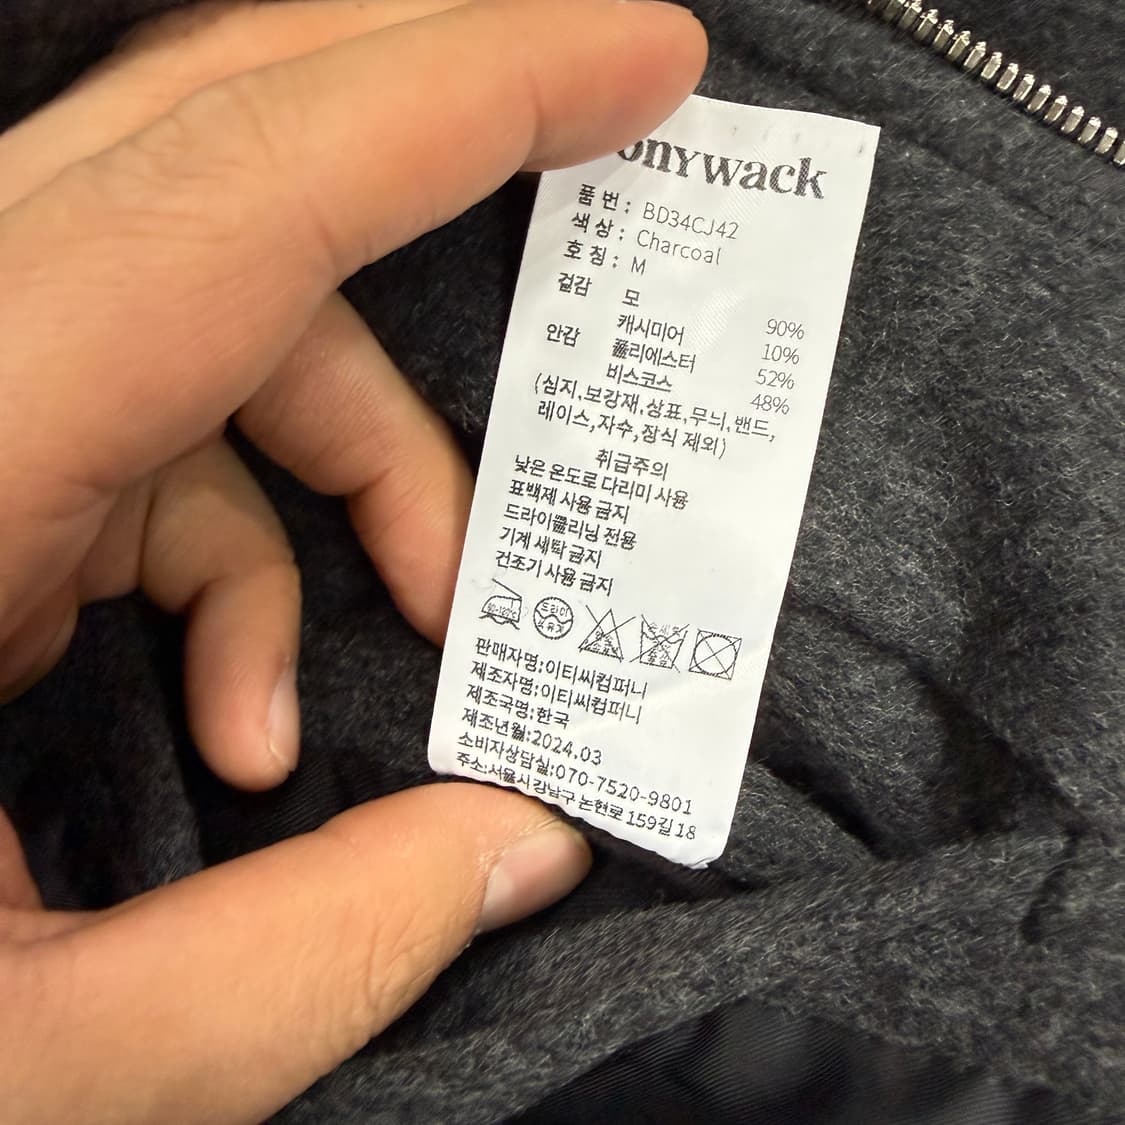 onywack
품 번 : BD34CJ42
색 상 : Charcoal
호 칭 : M
겉감 모 90%
캐시미어 10%
안감 폴리에스터 52%
비스코스 48%
(심지,보강재,상표,무늬,밴드,
레이스,자수,장식 제외)
취급주의
낮은 온도로 다리미 사용
표백제 사용 금지
드라이클리닝 전용
기계 세탁 금지
건조기 사용 금지
드라이
판매자명:이티씨컴퍼니
제조자명:이티씨컴퍼니
제조국명:한국
제조년월:2024.03
소비자상담실:070-7520-9801
주소:서울시 강남구 논현로 159길 18